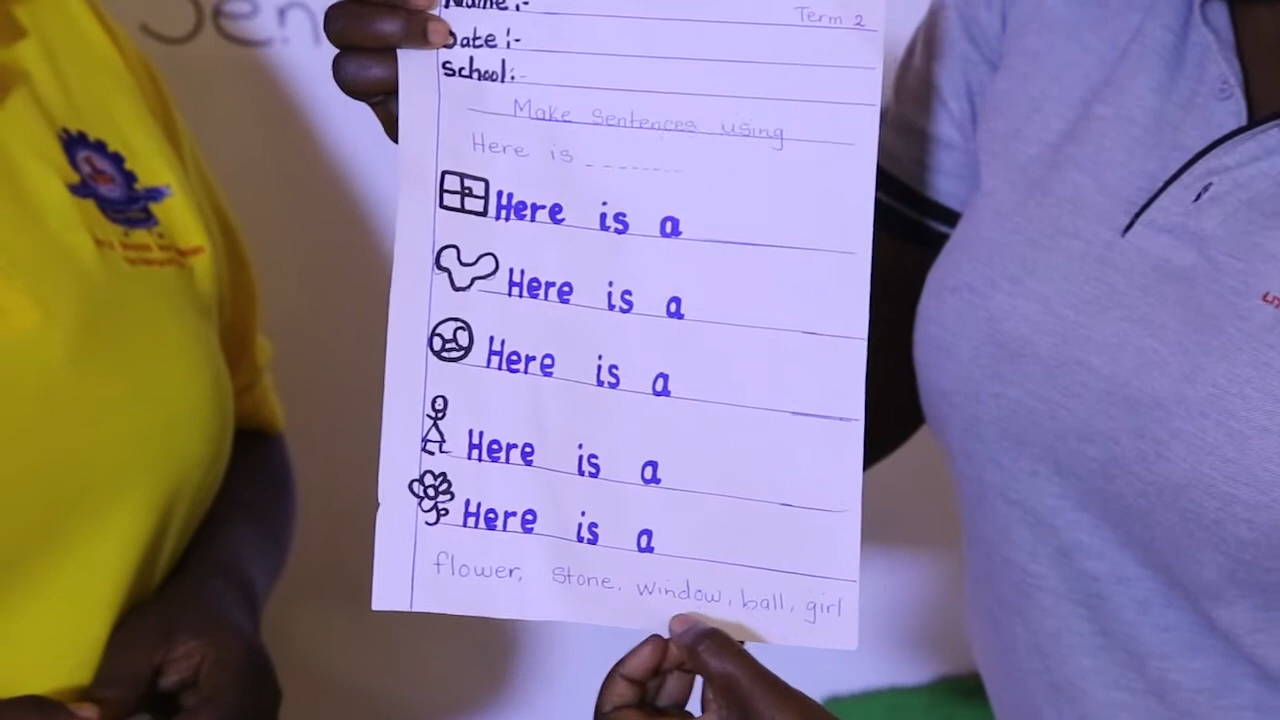 Sen
Name:-
Term 2
Date:-
School:-
Make Sentences using
Here is _ _ _ _ _ _ _
Here is a
Here is a
Here is a
Here is a
Here is a
flower, Stone, window, ball, girl